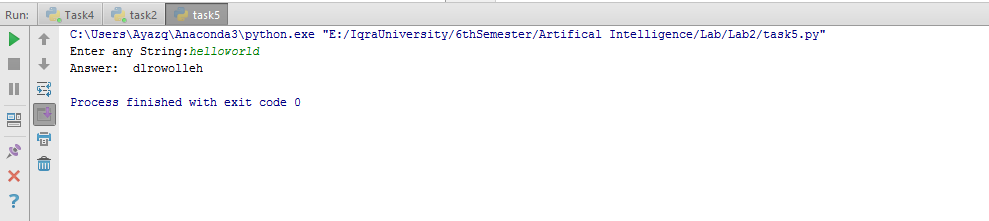 Run: Task4 task2 task5
C:\Users\Ayazq\Anaconda3\python.exe "E:/IqraUniversity/6thSemester/Artifical Intelligence/Lab/Lab2/task5.py"
Enter any String:helloworld
Answer:  dlrowolleh
Process finished with exit code 0